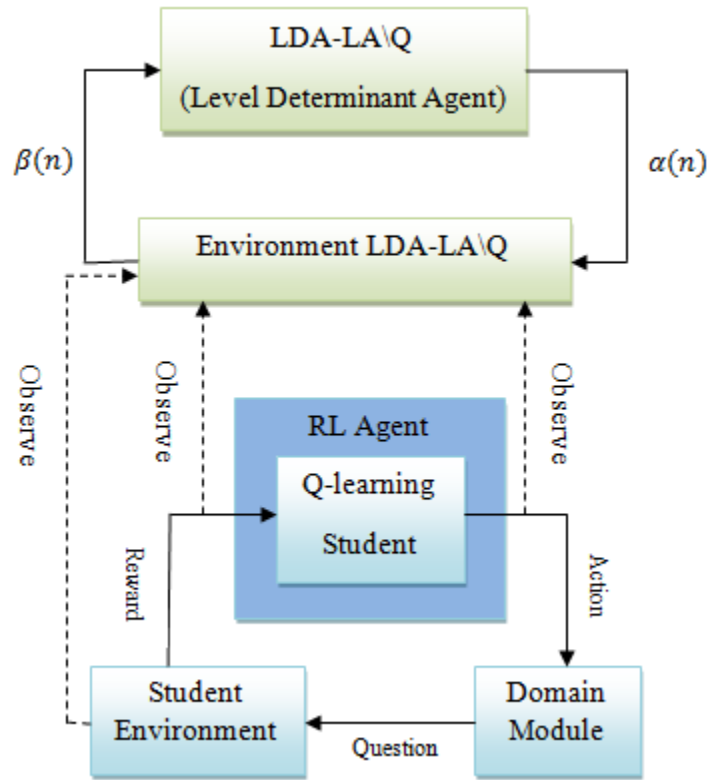 LDA-LA\Q
(Level Determinant Agent)
β(n)
α(n)
Environment LDA-LA\Q
Observe
Observe
Observe
RL Agent
Q-learning
Student
Reward
Action
Student
Environment
Question
Domain
Module